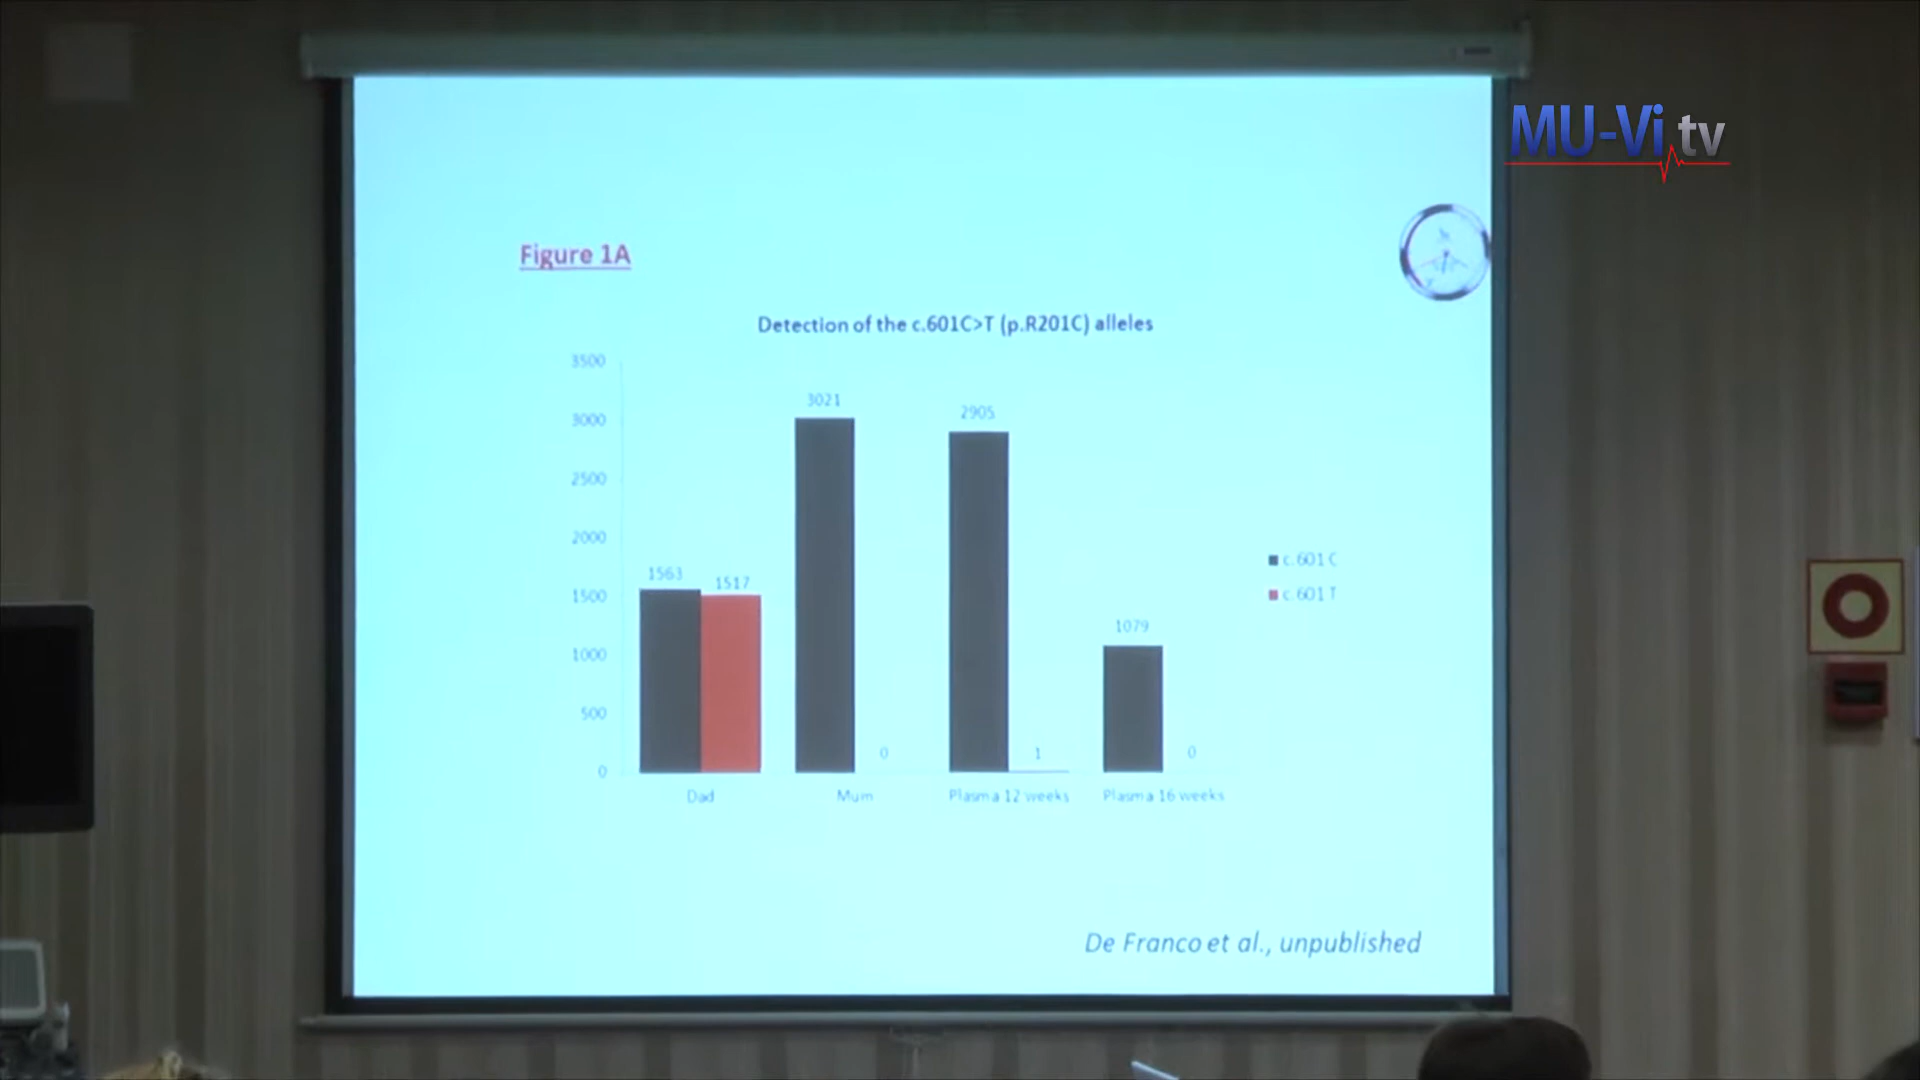 MU-Vi.tv
Figure 1A
Detection of the c.601C>T (p.R201C) alleles
3500
3000
2500
2000
1500
1000
500
0
1563
1517
3021
0
2905
1
1079
0
Dad
Mum
Plasma 12 weeks
Plasma 16 weeks
c.601 C
c.601 T
De Franco et al., unpublished